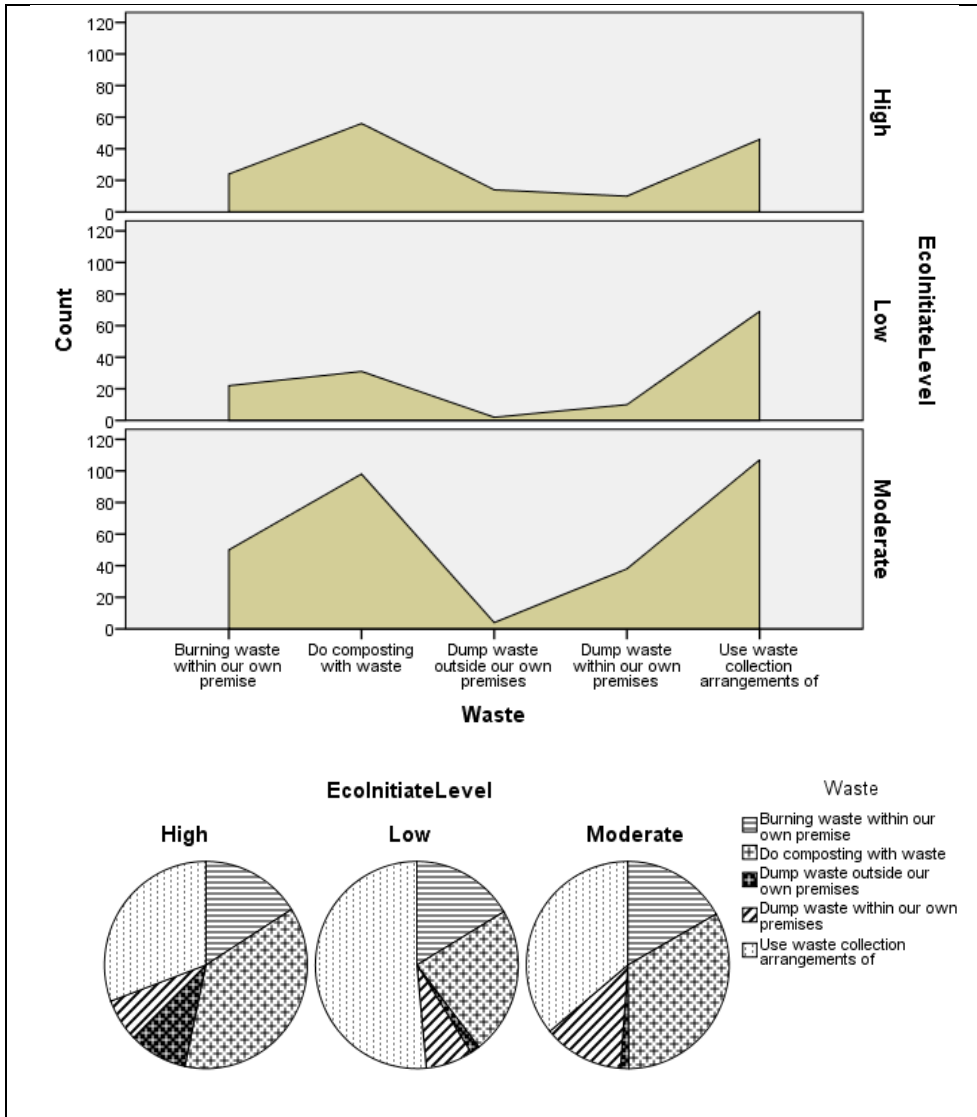 120
100
80
60
40
20
0
High
120
100
80
60
40
20
0
Low
120
100
80
60
40
20
0
Moderate
Count
EcoInitiateLevel
Burning waste
within our own
premise
Do composting
with waste
Dump waste
outside our own
premises
Dump waste
within our own
premises
Use waste
collection
arrangements of
Waste
EcoInitiateLevel
High
Low
Moderate
Waste
Burning waste within our
own premise
Do composting with waste
Dump waste outside our
own premises
Dump waste within our own
premises
Use waste collection
arrangements of